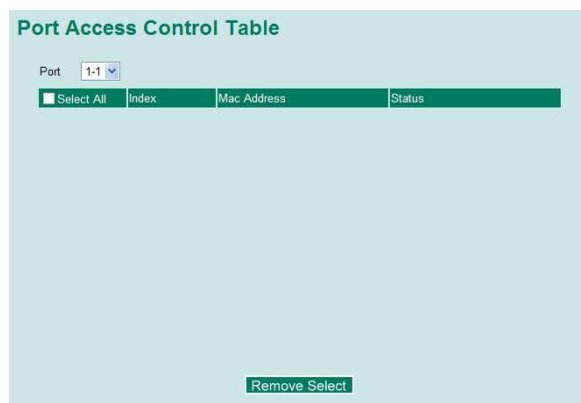 Port Access Control Table
Port 1-1
Select All Index Mac Address Status
Remove Select